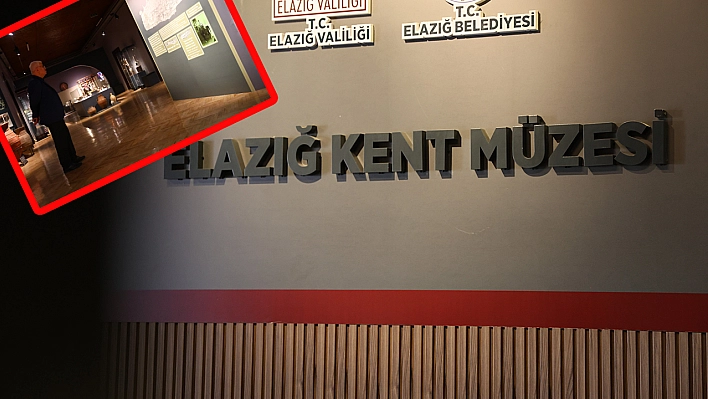 ELAZIĞ VALİLİĞİ
T.C.
ELAZIĞ VALİLİĞİ
T.C.
ELAZIĞ BELEDİYESİ
ELAZIĞ KENT MÜZESİ